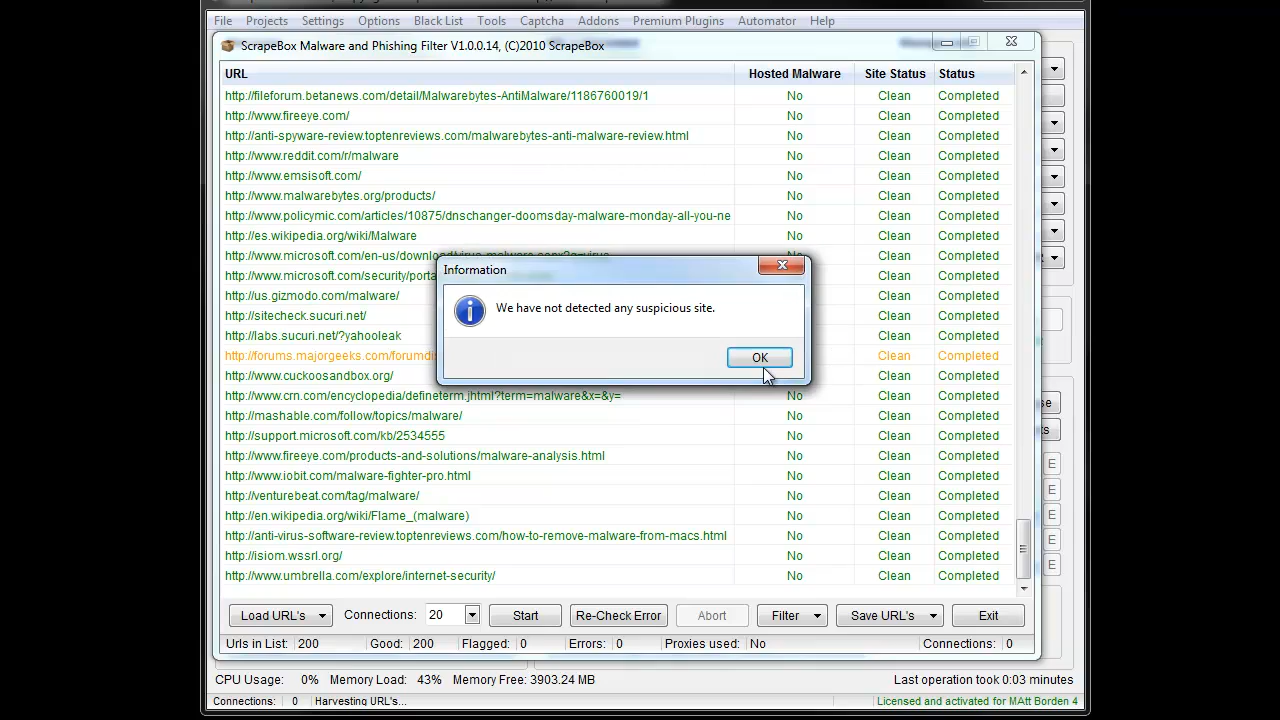 File Projects Settings Options Black List Tools Captcha Addons Premium Plugins Automator Help
ScrapeBox Malware and Phishing Filter V1.0.0.14, (C)2010 ScrapeBox
URL Hosted Malware Site Status Status
http://fileforum.betanews.com/detail/Malwarebytes-AntiMalware/1186760019/1 No Clean Completed
http://www.fireeye.com/ No Clean Completed
http://anti-spyware-review.toptenreviews.com/malwarebytes-anti-malware-review.html No Clean Completed
http://www.reddit.com/r/malware No Clean Completed
http://www.emsisoft.com/ No Clean Completed
http://www.malwarebytes.org/products/ No Clean Completed
http://www.policymic.com/articles/10875/dnschanger-doomsday-malware-monday-all-you-ne No Clean Completed
http://es.wikipedia.org/wiki/Malware No Clean Completed
http://www.microsoft.com/en-us/download/virus-malware.aspx?q=virus No Clean Completed
http://www.microsoft.com/security/porta Clean Completed
http://us.gizmodo.com/malware/ Clean Completed
http://sitecheck.sucuri.net/ Clean Completed
http://labs.sucuri.net/?yahooleak Clean Completed
http://forums.majorgeeks.com/forumdi Clean Completed
http://www.cuckoosandbox.org/ Clean Completed
Information
We have not detected any suspicious site.
OK
http://www.crn.com/encyclopedia/defineterm.jhtml?term=malware&x=&y= No Clean Completed
http://mashable.com/follow/topics/malware/ No Clean Completed
http://support.microsoft.com/kb/2534555 No Clean Completed
http://www.fireeye.com/products-and-solutions/malware-analysis.html No Clean Completed
http://www.iobit.com/malware-fighter-pro.html No Clean Completed
http://venturebeat.com/tag/malware/ No Clean Completed
http://en.wikipedia.org/wiki/Flame_(malware) No Clean Completed
http://anti-virus-software-review.toptenreviews.com/how-to-remove-malware-from-macs.html No Clean Completed
http://isiom.wssrl.org/ No Clean Completed
http://www.umbrella.com/explore/internet-security/ No Clean Completed
Load URL's Connections: 20 Start Re-Check Error Abort Filter Save URL's Exit
Urls in List: 200 Good: 200 Flagged: 0 Errors: 0 Proxies used: No Connections: 0
CPU Usage: 0% Memory Load: 43% Memory Free: 3903.24 MB Last operation took 0:03 minutes
Connections: 0 Harvesting URL's... Licensed and activated for MAtt Borden 4
se
ts
E
E
E
E
E